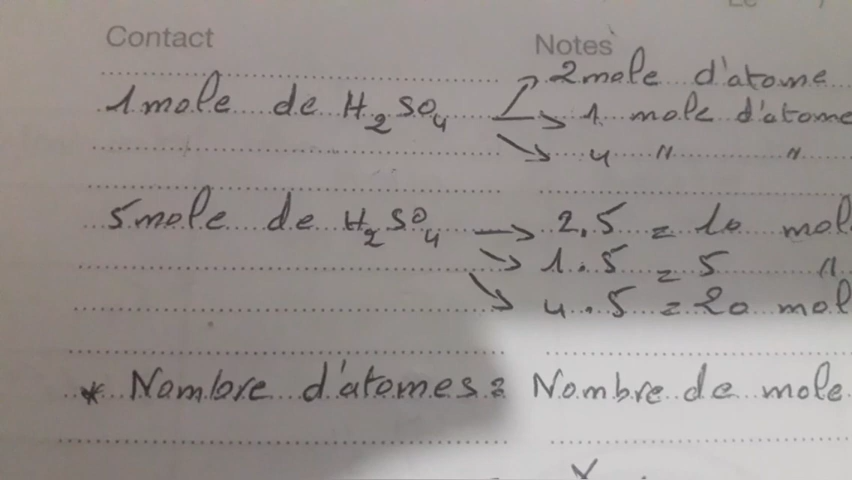 Contact
Notes
2 mole d'atome
1 mole de H₂SO₄ → 1 mole d'atome
4 " "
5 mole de H₂SO₄ → 2.5 = 10 mol
1.5 = 5 "
4.5 = 20 mol
* Nombre d'atomes = Nombre de mole
X